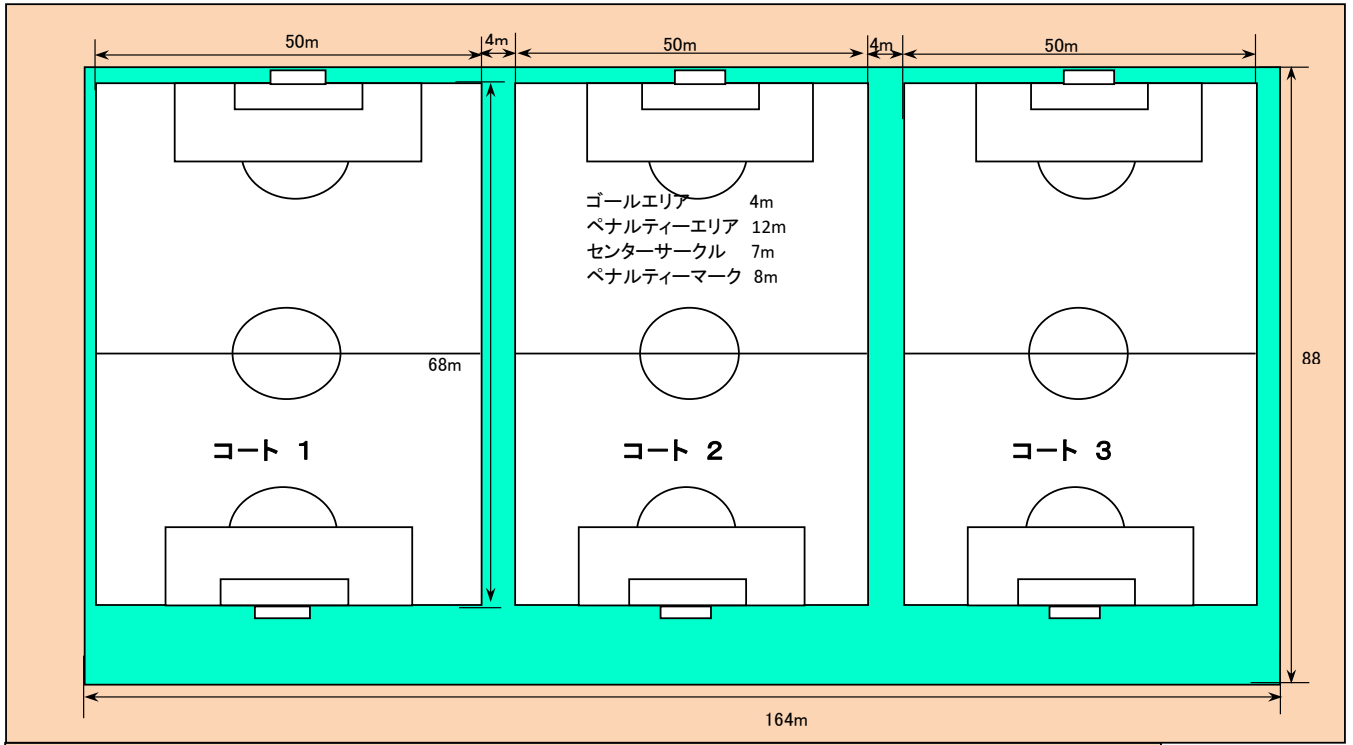 50m
4m
50m
4m
50m
ゴールエリア 4m
ペナルティーエリア 12m
センターサークル 7m
ペナルティーマーク 8m
68m
88
コート 1
コート 2
コート 3
164m